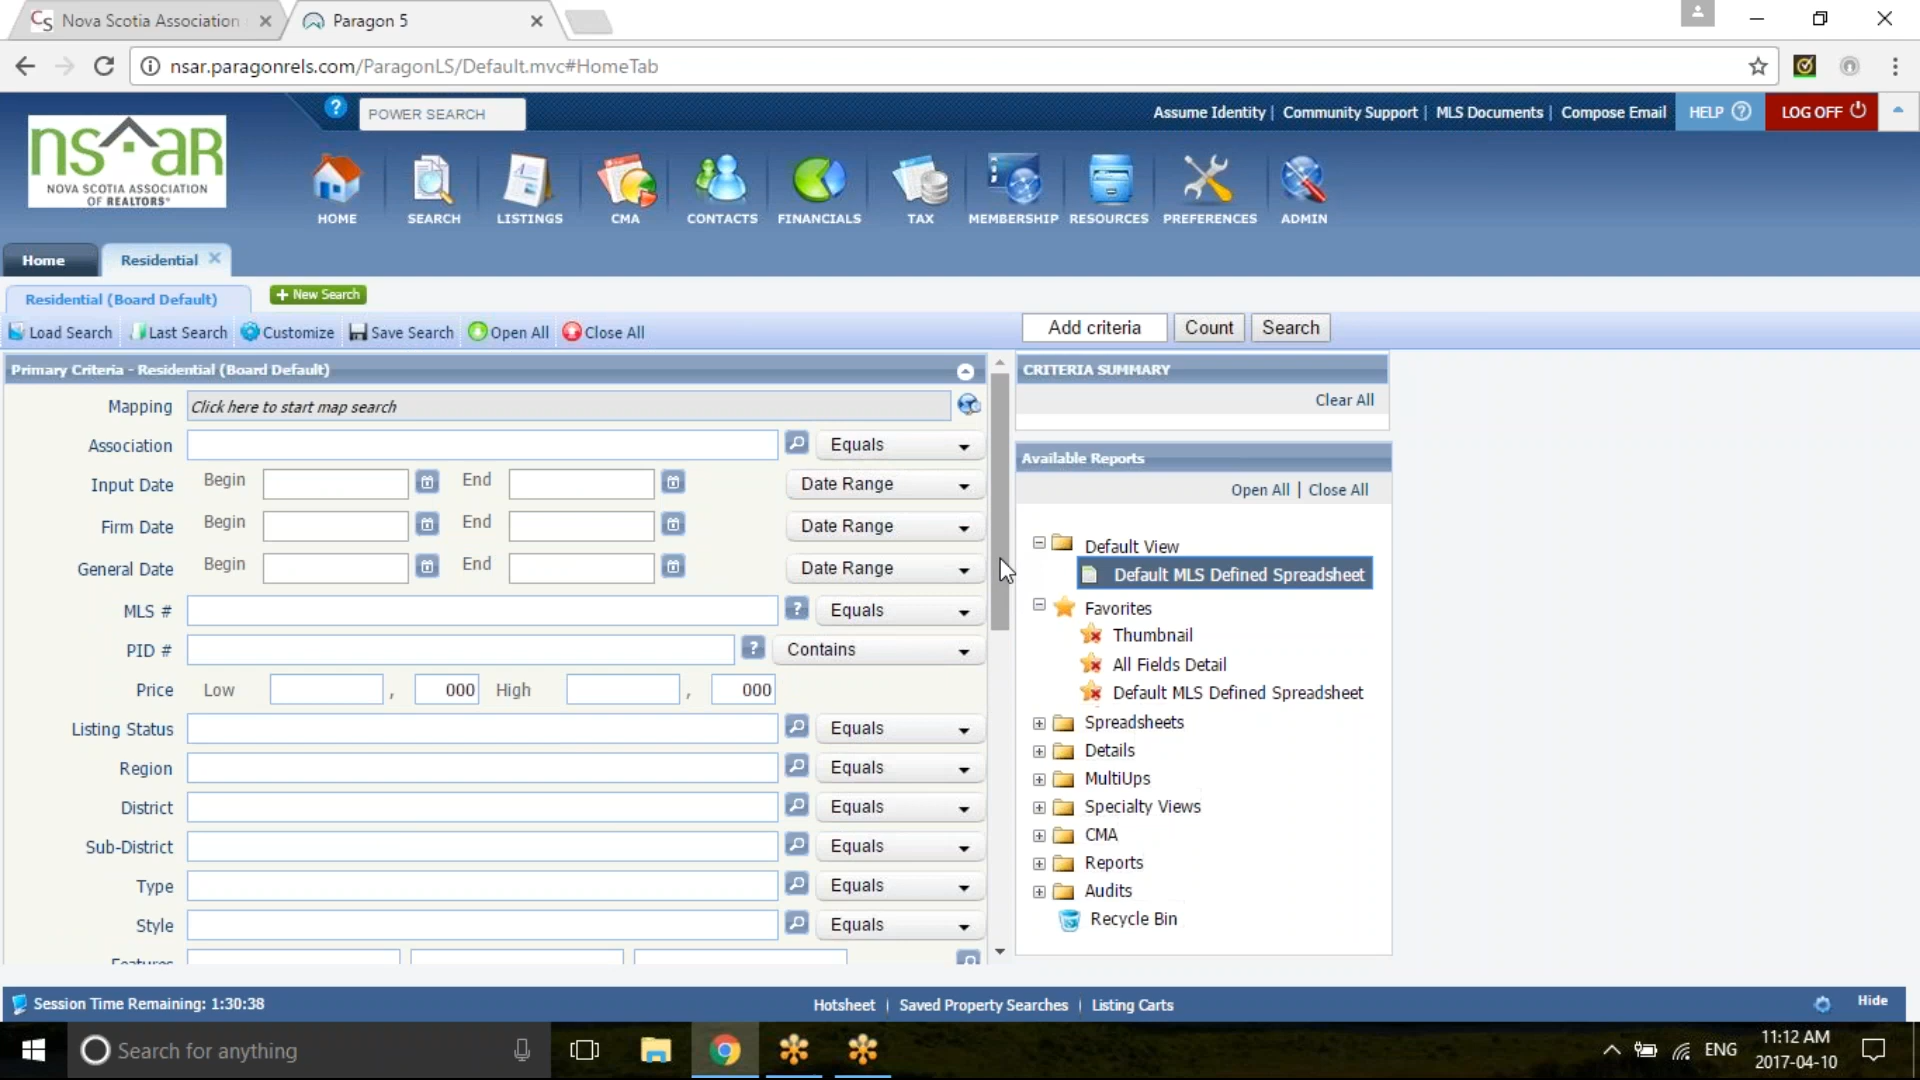 Nova Scotia Association
Paragon 5
nsar.paragonrels.com/ParagonLS/Default.mvc#HomeTab
nsaR
NOVA SCOTIA ASSOCIATION
OF REALTORS®
POWER SEARCH
Assume Identity | Community Support | MLS Documents | Compose Email
HELP
LOG OFF
HOME
SEARCH
LISTINGS
CMA
CONTACTS
FINANCIALS
TAX
MEMBERSHIP
RESOURCES
PREFERENCES
ADMIN
Home
Residential
Residential (Board Default)
+ New Search
Load Search
Last Search
Customize
Save Search
Open All
Close All
Add criteria
Count
Search
Primary Criteria - Residential (Board Default)
Mapping Click here to start map search
Association Equals
Input Date Begin End Date Range
Firm Date Begin End Date Range
General Date Begin End Date Range
MLS # ? Equals
PID # ? Contains
Price Low , 000 High , 000
Listing Status Equals
Region Equals
District Equals
Sub-District Equals
Type Equals
Style Equals
Features
CRITERIA SUMMARY
Clear All
Available Reports
Open All | Close All
Default View
Default MLS Defined Spreadsheet
Favorites
Thumbnail
All Fields Detail
Default MLS Defined Spreadsheet
Spreadsheets
Details
MultiUps
Specialty Views
CMA
Reports
Audits
Recycle Bin
Session Time Remaining: 1:30:38
Hotsheet | Saved Property Searches | Listing Carts
Hide
Search for anything
ENG
11:12 AM
2017-04-10